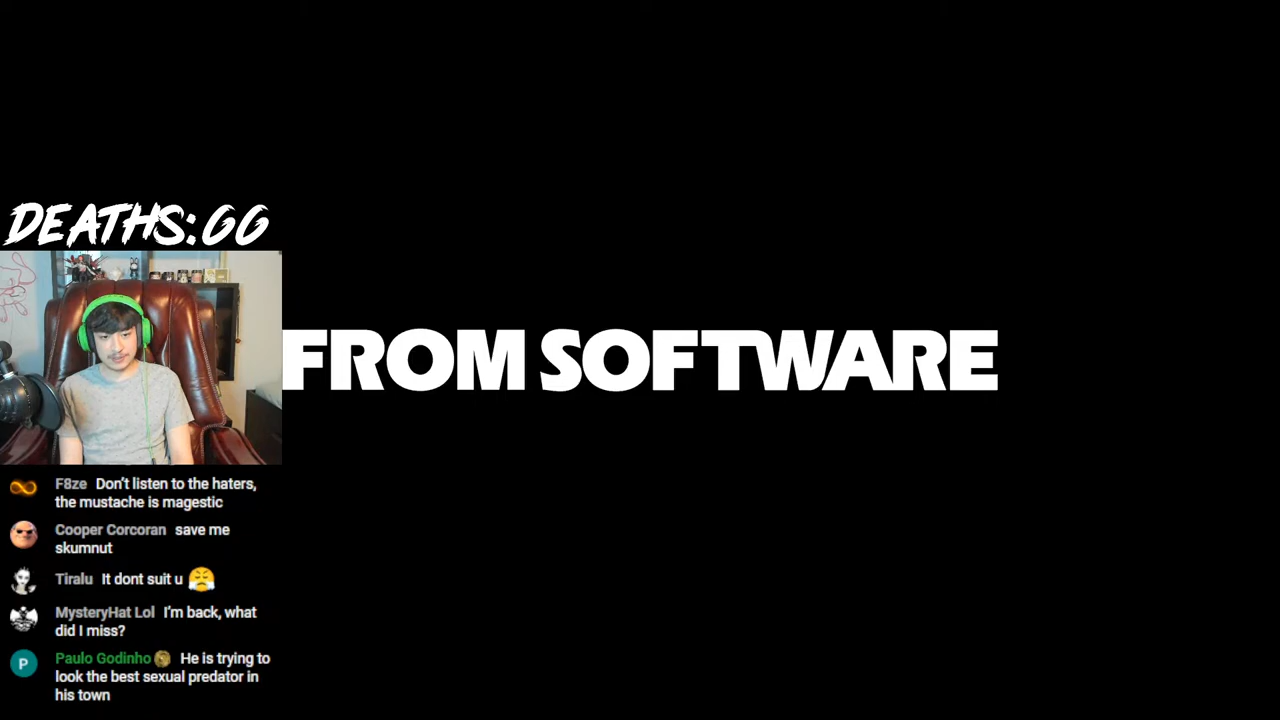 DEATHS:66
FROM SOFTWARE
F8ze Don't listen to the haters,
the mustache is magestic
Cooper Corcoran save me
skumnut
Tiralu It dont suit u 😤
MysteryHat Lol I'm back, what
did I miss?
P
Paulo Godinho He is trying to
look the best sexual predator in
his town